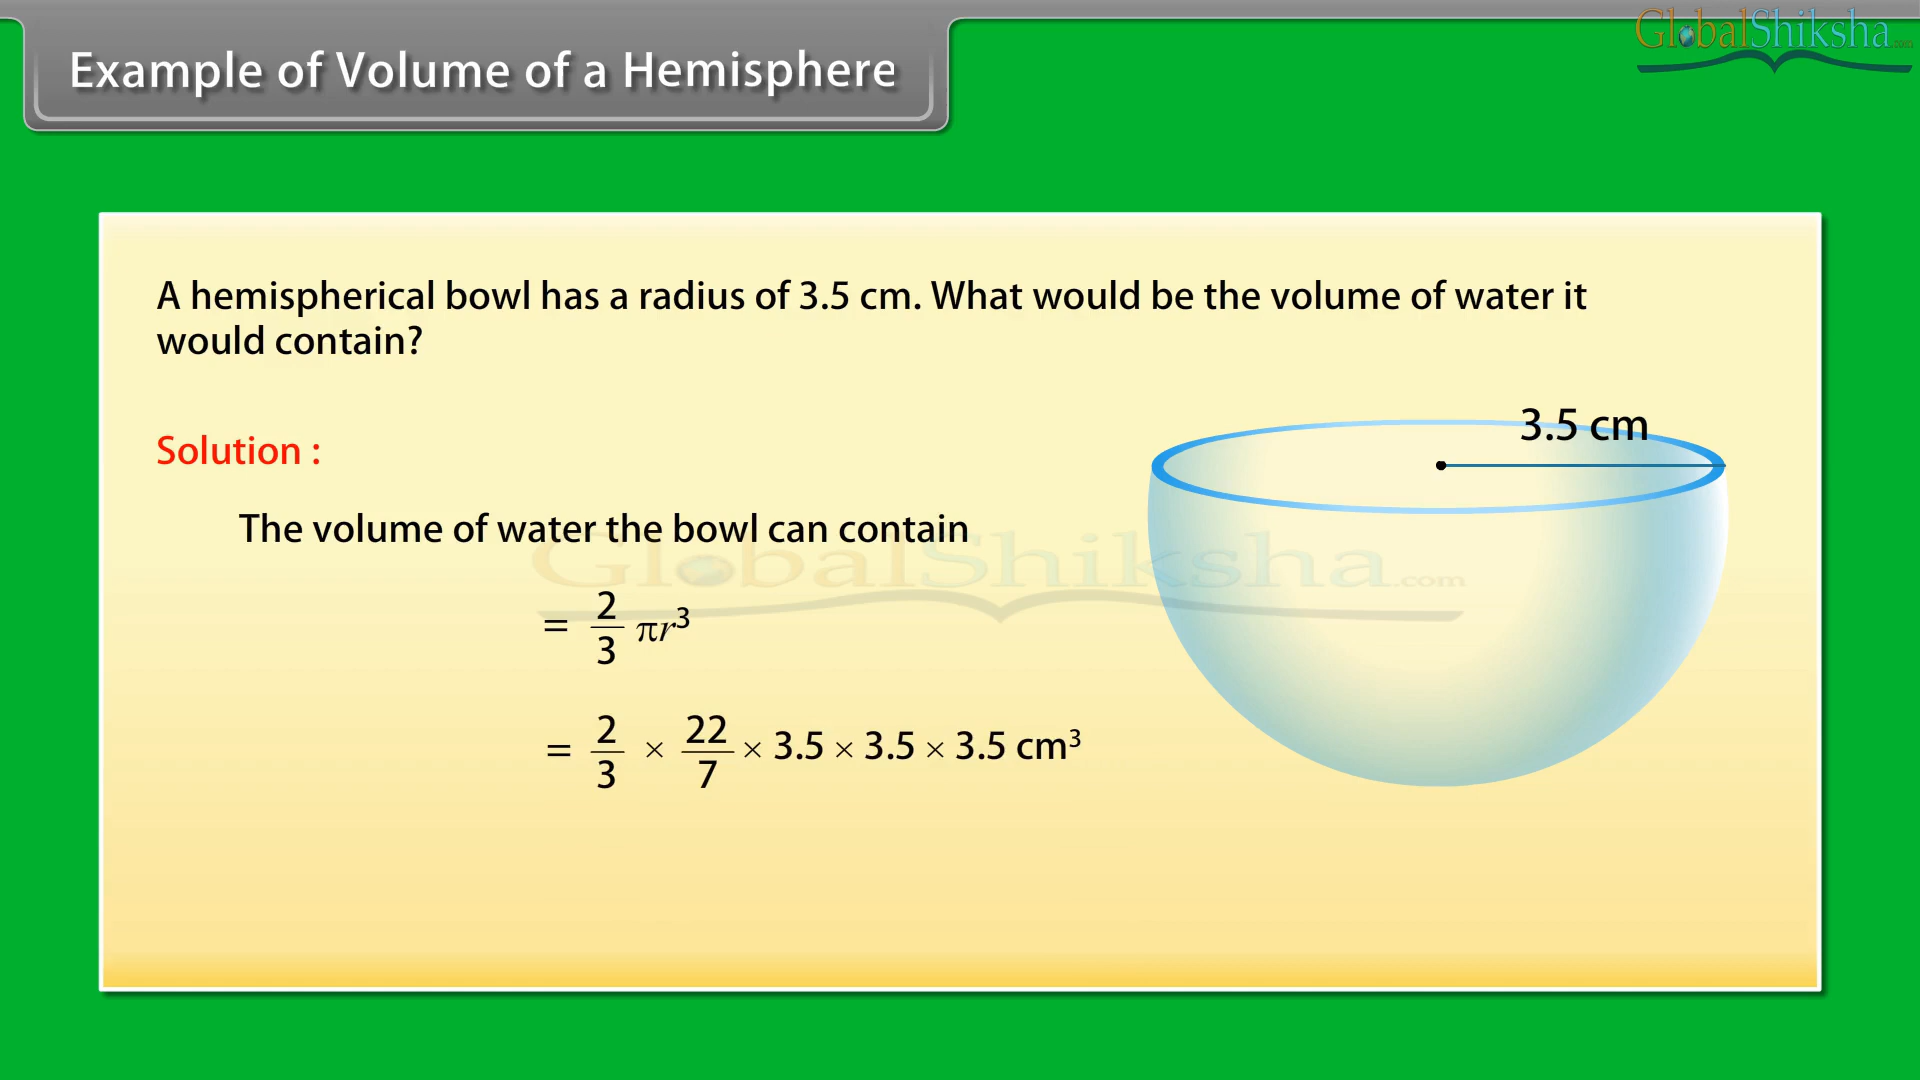 Example of Volume of a Hemisphere
GlobalShiksha.com
A hemispherical bowl has a radius of 3.5 cm. What would be the volume of water it
would contain?
3.5 cm
Solution :
The volume of water the bowl can contain
GlobalShiksha.com
= 2/3 πr³
= 2/3 × 22/7 × 3.5 × 3.5 × 3.5 cm³